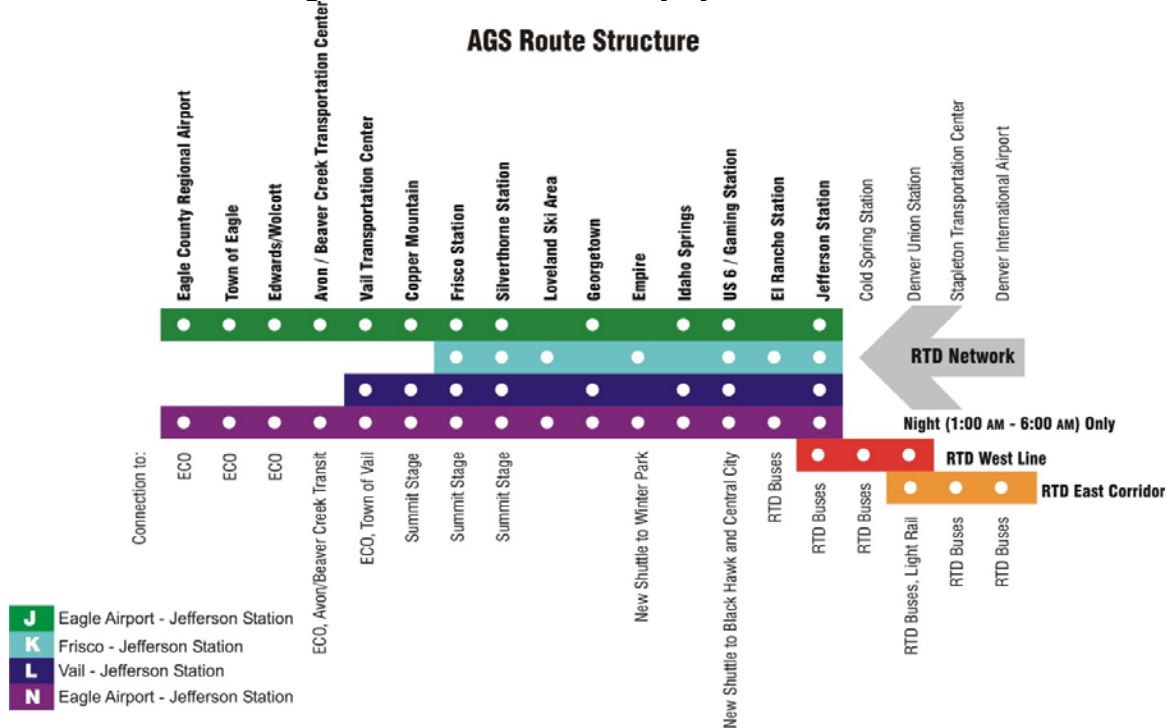 AGS Route Structure
Eagle County Regional Airport
Town of Eagle
Edwards/Wolcott
Avon / Beaver Creek Transportation Center
Vail Transportation Center
Copper Mountain
Frisco Station
Silverthorne Station
Loveland Ski Area
Georgetown
Empire
Idaho Springs
US 6 / Gaming Station
El Rancho Station
Jefferson Station
Cold Spring Station
Denver Union Station
Stapleton Transportation Center
Denver International Airport
RTD Network
Night (1:00 AM - 6:00 AM) Only
RTD West Line
RTD East Corridor
Connection to:
ECO
ECO
ECO
ECO, Avon/Beaver Creek Transit
ECO, Town of Vail
Summit Stage
Summit Stage
Summit Stage
New Shuttle to Winter Park
New Shuttle to Black Hawk and Central City
RTD Buses
RTD Buses
RTD Buses
RTD Buses, Light Rail
RTD Buses
RTD Buses
J Eagle Airport - Jefferson Station
K Frisco - Jefferson Station
L Vail - Jefferson Station
N Eagle Airport - Jefferson Station